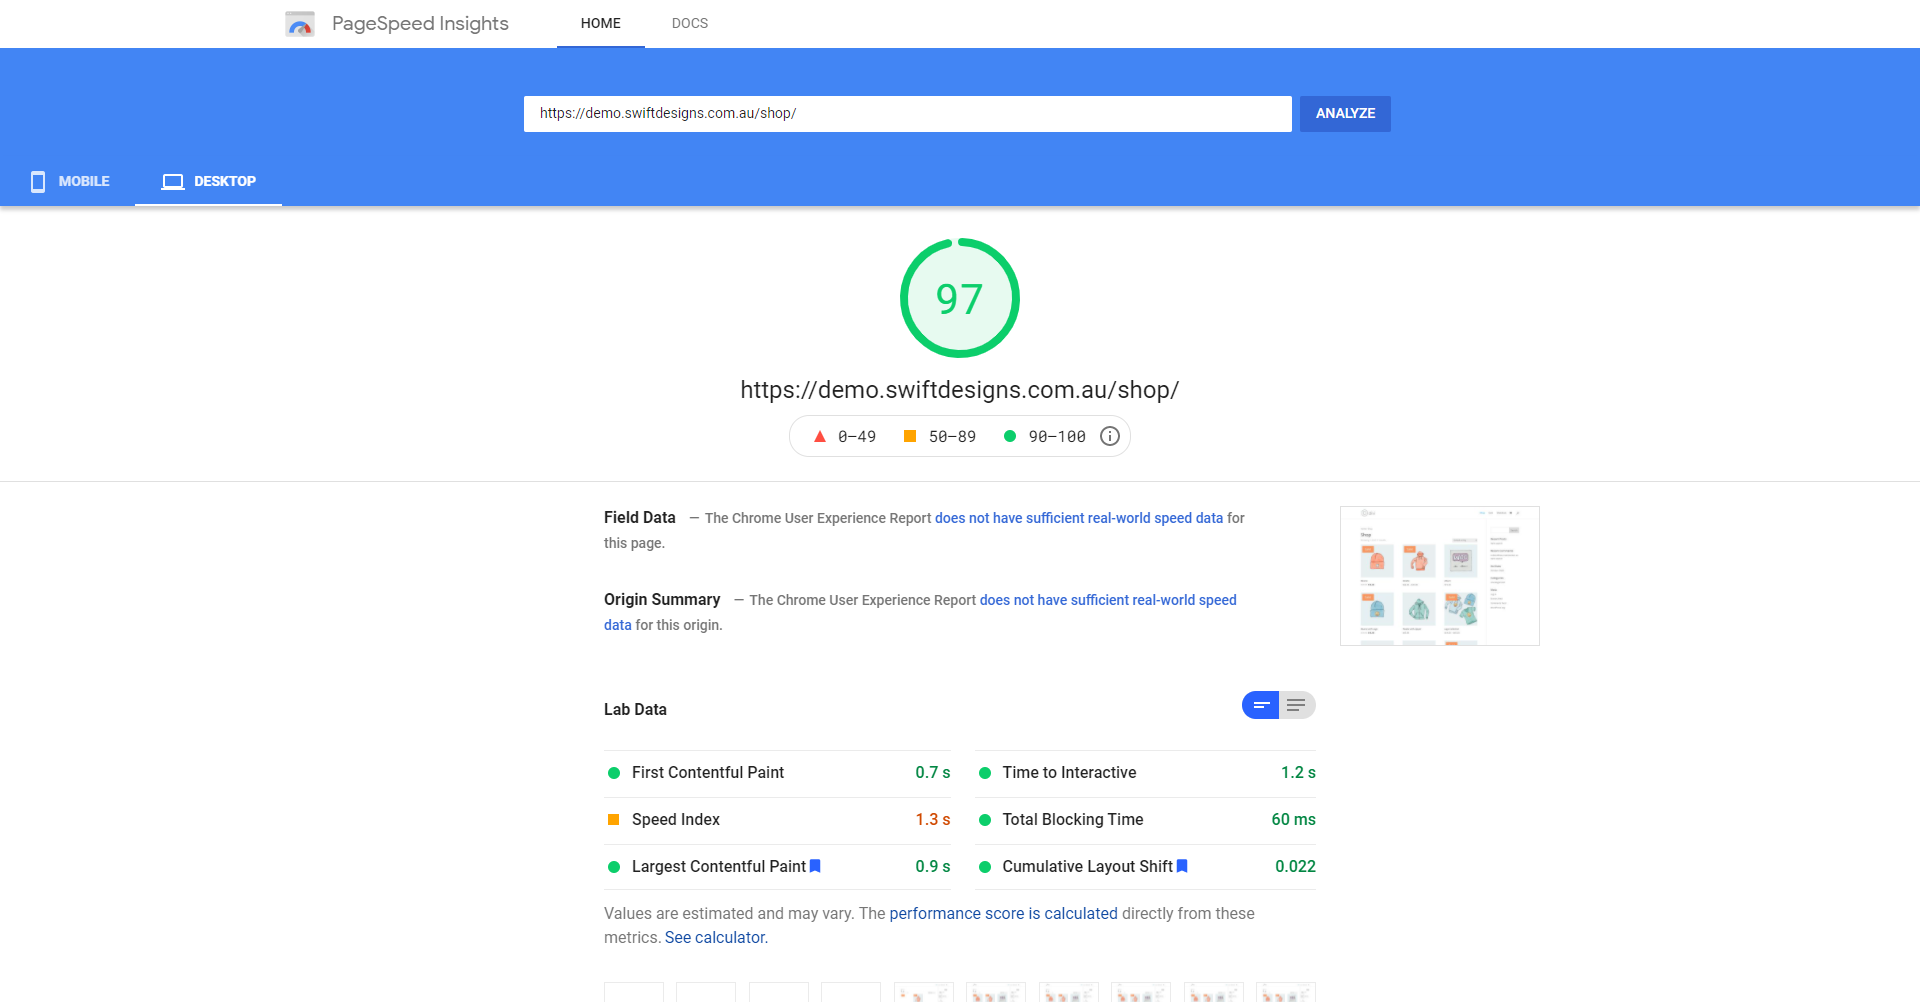 PageSpeed Insights
HOME
DOCS
https://demo.swiftdesigns.com.au/shop/
ANALYZE
MOBILE
DESKTOP
97
https://demo.swiftdesigns.com.au/shop/
0–49
50–89
90–100
Field Data — The Chrome User Experience Report does not have sufficient real-world speed data for
this page.
Origin Summary — The Chrome User Experience Report does not have sufficient real-world speed
data for this origin.
Shop
Lab Data
First Contentful Paint 0.7 s
Time to Interactive 1.2 s
Speed Index 1.3 s
Total Blocking Time 60 ms
Largest Contentful Paint 0.9 s
Cumulative Layout Shift 0.022
Values are estimated and may vary. The performance score is calculated directly from these
metrics. See calculator.